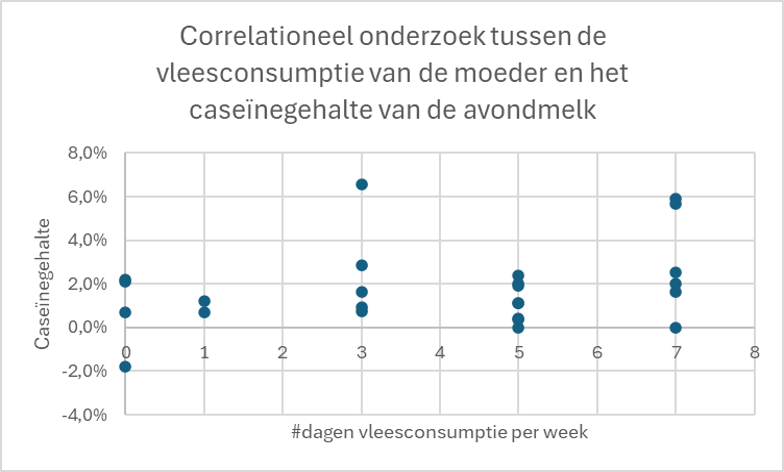 Correlationeel onderzoek tussen de
vleesconsumptie van de moeder en het
caseïnegehalte van de avondmelk
8,0%
6,0%
4,0%
2,0%
0,0%
-2,0%
-4,0%
Caseïnegehalte
0 1 2 3 4 5 6 7 8
#dagen vleesconsumptie per week